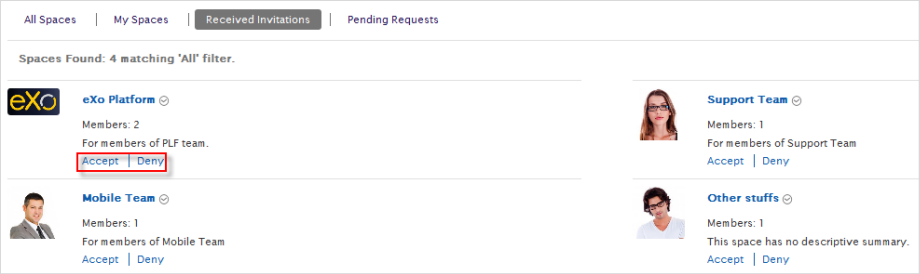 All Spaces | My Spaces | Received Invitations | Pending Requests
Spaces Found: 4 matching 'All' filter.
eXo
eXo Platform
Members: 2
For members of PLF team.
Accept | Deny
Support Team
Members: 1
For members of Support Team
Accept | Deny
Mobile Team
Members: 1
For members of Mobile Team
Accept | Deny
Other stuffs
Members: 1
This space has no descriptive summary.
Accept | Deny